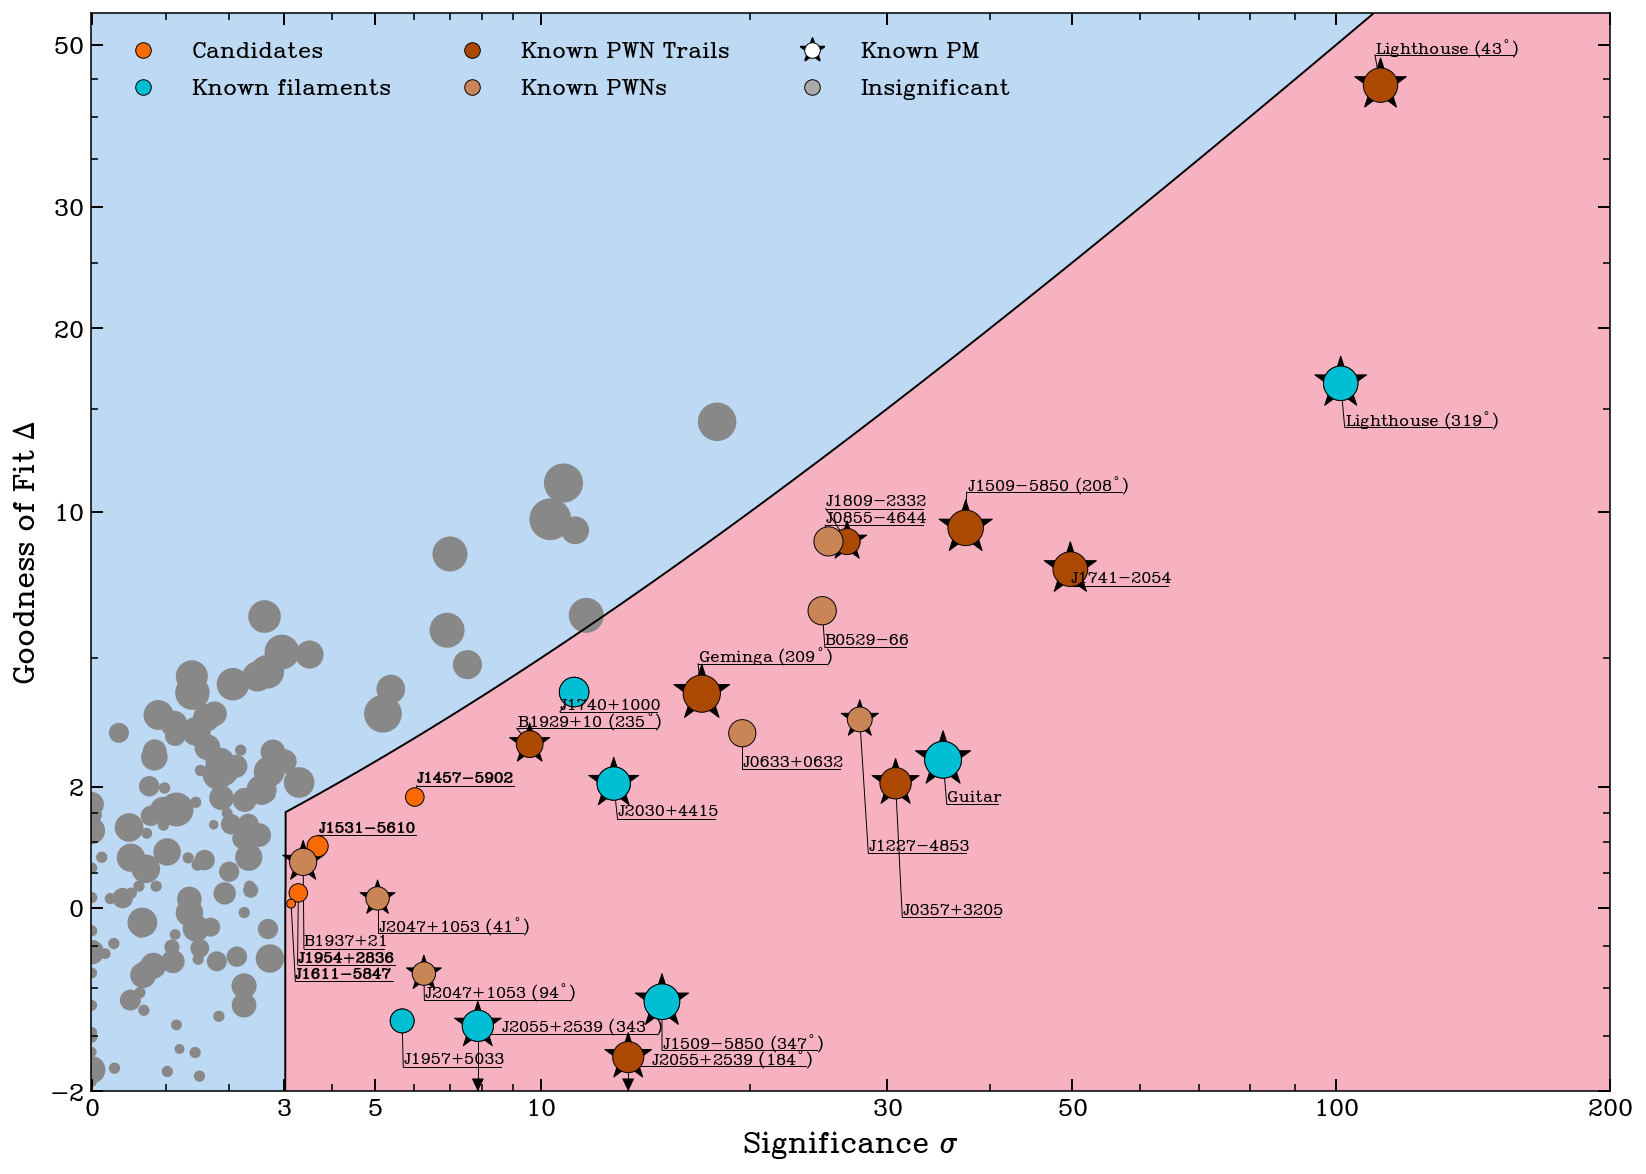 Candidates
Known PWN Trails
Known PM
Known filaments
Known PWNs
Insignificant
Lighthouse (43°)
Lighthouse (319°)
J1509−5850 (208°)
J1809−2332
J0855−4644
J1741−2054
B0529−66
Geminga (209°)
J1740+1000
B1929+10 (235°)
J0633+0632
J1457−5902
Guitar
J2030+4415
J1531−5610
J1227−4853
J0357+3205
J2047+1053 (41°)
B1937+21
J1954+2836
J1611−5847
J2047+1053 (94°)
J2055+2539 (343°)
J1509−5850 (347°)
J1957+5033
J2055+2539 (184°)
50
30
20
10
2
0
−2
Goodness of Fit Δ
0
3
5
10
30
50
100
200
Significance σ